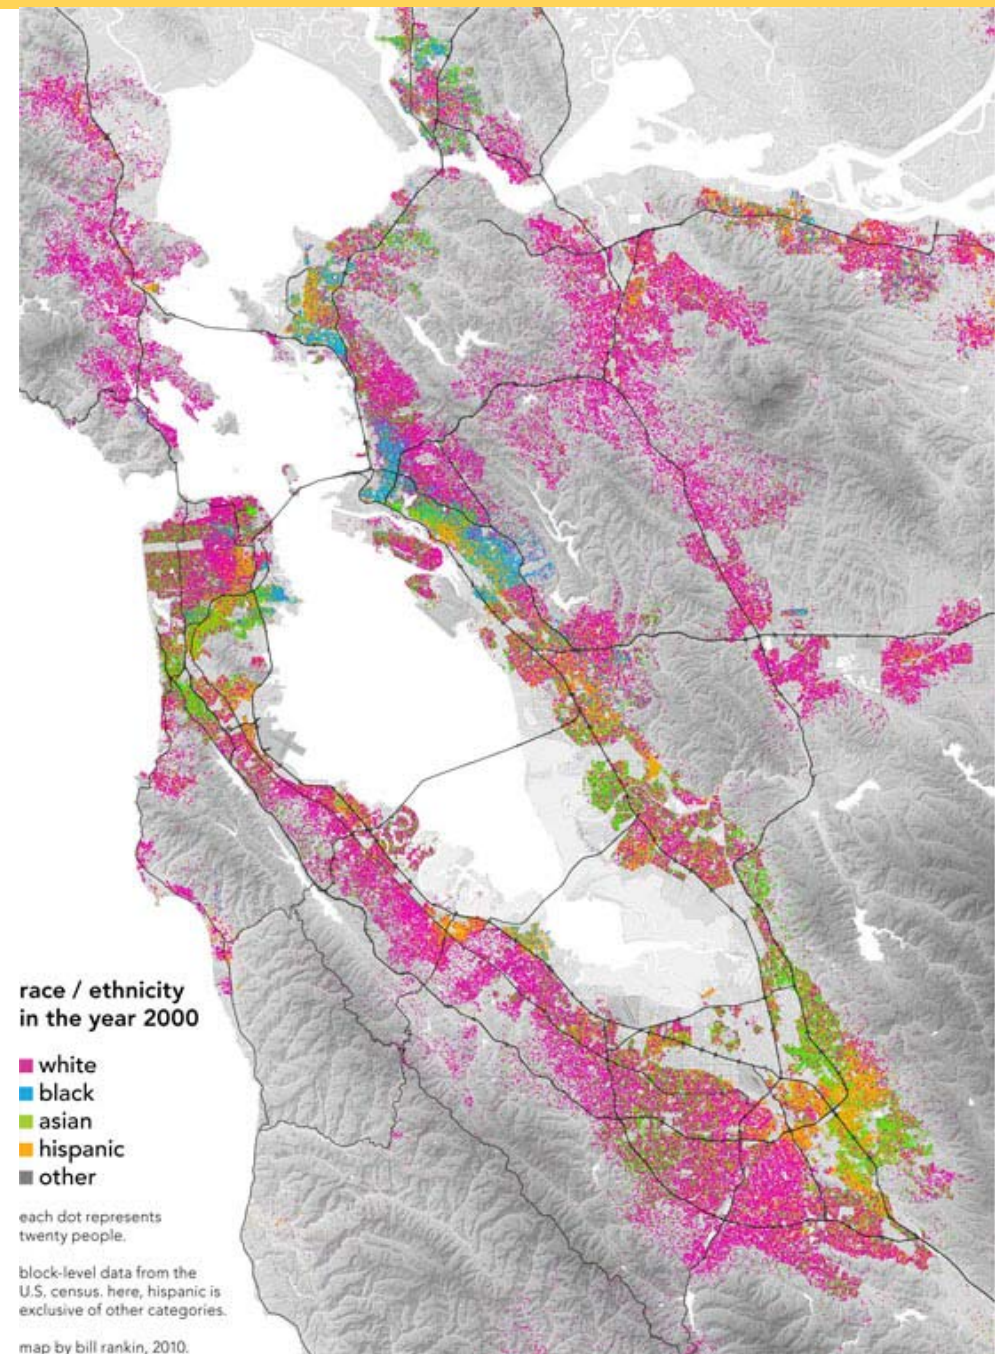 race / ethnicity
in the year 2000
white
black
asian
hispanic
other
each dot represents
twenty people.
block-level data from the
U.S. census. here, hispanic is
exclusive of other categories.
map by bill rankin, 2010.